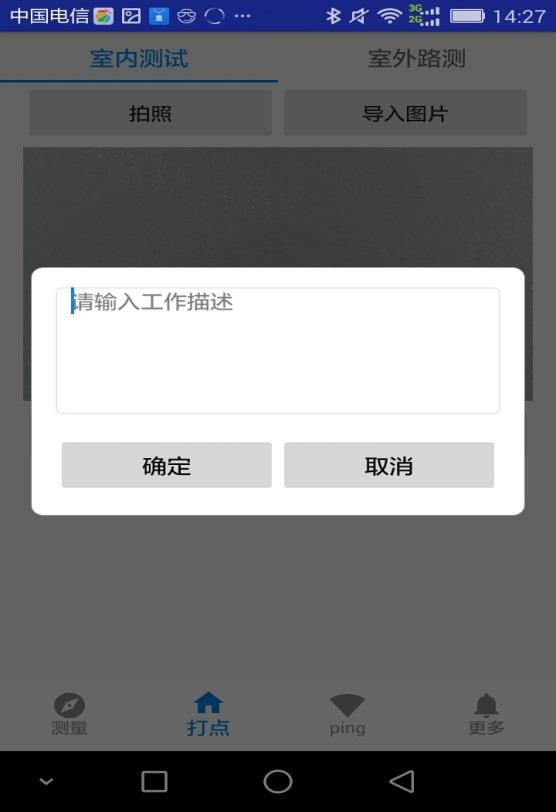 中国电信 ··· 3G 2G 14:27
室内测试 室外路测
拍照 导入图片
请输入工作描述
确定 取消
测量 打点 ping 更多